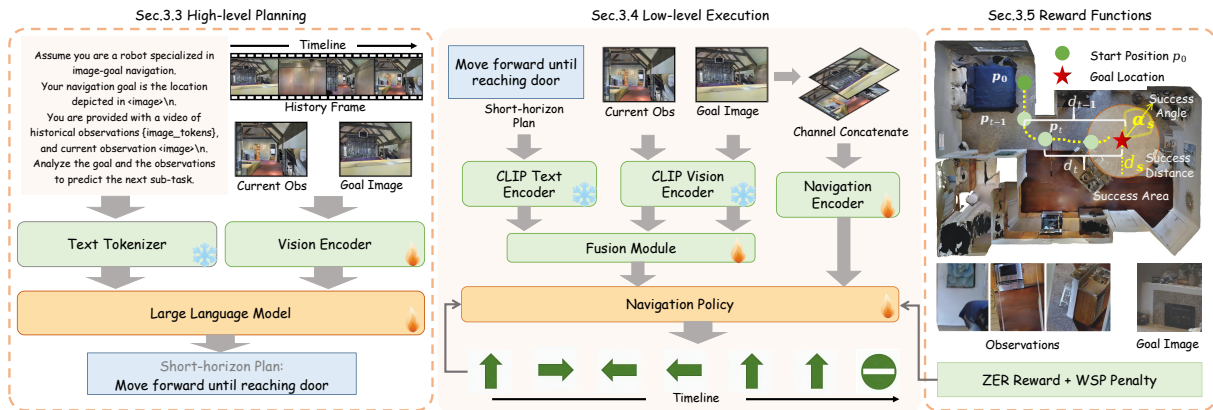 Sec.3.3 High-level Planning
Assume you are a robot specialized in
image-goal navigation.
Your navigation goal is the location
depicted in <image>\n.
You are provided with a video of
historical observations {image_tokens},
and current observation <image>\n.
Analyze the goal and the observations
to predict the next sub-task.
Timeline
History Frame
Current Obs
Goal Image
Text Tokenizer
Vision Encoder
Large Language Model
Short-horizon Plan:
Move forward until reaching door
Sec.3.4 Low-level Execution
Move forward until
reaching door
Short-horizon
Plan
Current Obs
Goal Image
Channel Concatenate
CLIP Text
Encoder
CLIP Vision
Encoder
Navigation
Encoder
Fusion Module
Navigation Policy
Timeline
Sec.3.5 Reward Functions
Start Position p₀
Goal Location
p₀
dₜ₋₁
Success
Angle
αₛ
pₜ₋₁
pₜ
dₜ
dₛ
Success
Distance
Success Area
Observations
Goal Image
ZER Reward + WSP Penalty